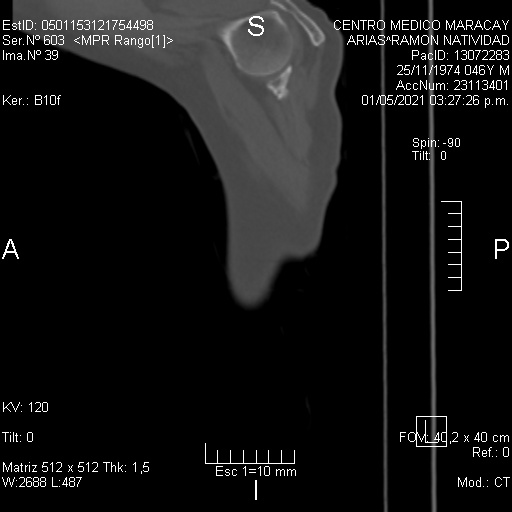 EstID: 0501153121754498
Ser.Nº 603 <MPR Rango[1]>
Ima.Nº 39
Ker.: B10f
S
CENTRO MEDICO MARACAY
ARIAS^RAMON NATIVIDAD
PacID: 13072283
25/11/1974 046Y M
AccNum: 23113401
01/05/2021 03:27:26 p.m.
Spin: -90
Tilt: 0
A
P
KV: 120
Tilt: 0
Matriz 512 x 512 Thk: 1,5
W:2688 L:487
Esc 1=10 mm
I
L
FOV: 40,2 x 40 cm
Ref.: 0
Mod.: CT